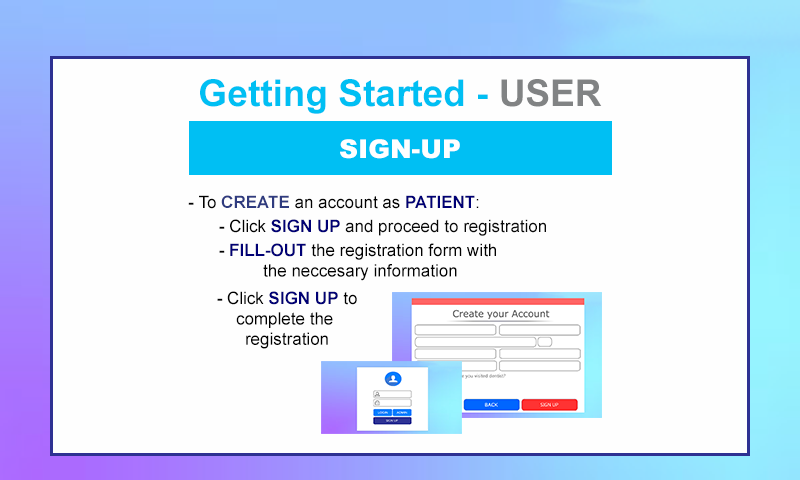 Getting Started - USER
SIGN-UP
- To CREATE an account as PATIENT:
- Click SIGN UP and proceed to registration
- FILL-OUT the registration form with
the neccesary information
- Click SIGN UP to
complete the
registration
Create your Account
you visited dentist?
BACK
SIGN UP
LOGIN
ADMIN
SIGN UP